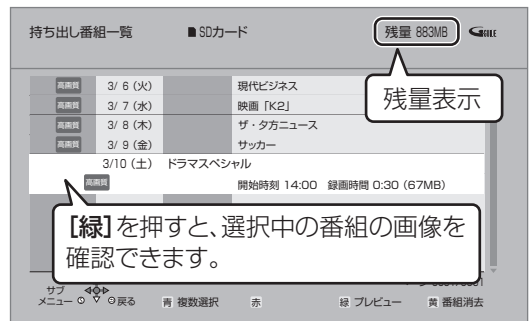 持ち出し番組一覧 ■SDカード 残量 883MB
残量表示
高画質 3/ 6（火） 現代ビジネス
高画質 3/ 7（水） 映画「K2」
高画質 3/ 8（木） ザ・夕方ニュース
高画質 3/ 9（金） サッカー
3/10（土） ドラマスペシャル
高画質 開始時刻 14:00 録画時間 0:30（67MB）
[緑]を押すと、選択中の番組の画像を
確認できます。
サブ
メニュー 戻る 青 複数選択 赤 緑 プレビュー 黄 番組消去